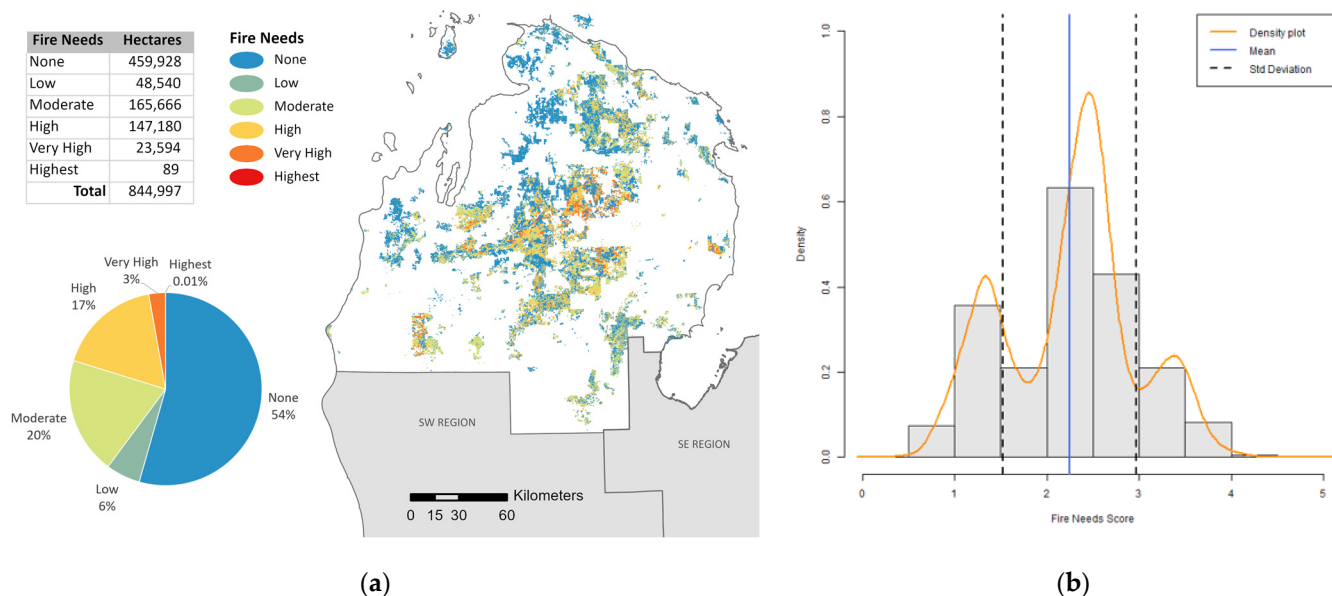 Fire Needs Hectares
None 459,928
Low 48,540
Moderate 165,666
High 147,180
Very High 23,594
Highest 89
Total 844,997
Fire Needs
None
Low
Moderate
High
Very High
Highest
Very High
3%
Highest
0.01%
High
17%
Moderate
20%
Low
6%
None
54%
SW REGION
SE REGION
Kilometers
0 15 30 60
(a)
Density plot
Mean
Std Deviation
Density
1.0
0.8
0.6
0.4
0.2
0.0
0 1 2 3 4 5
Fire Needs Score
(b)